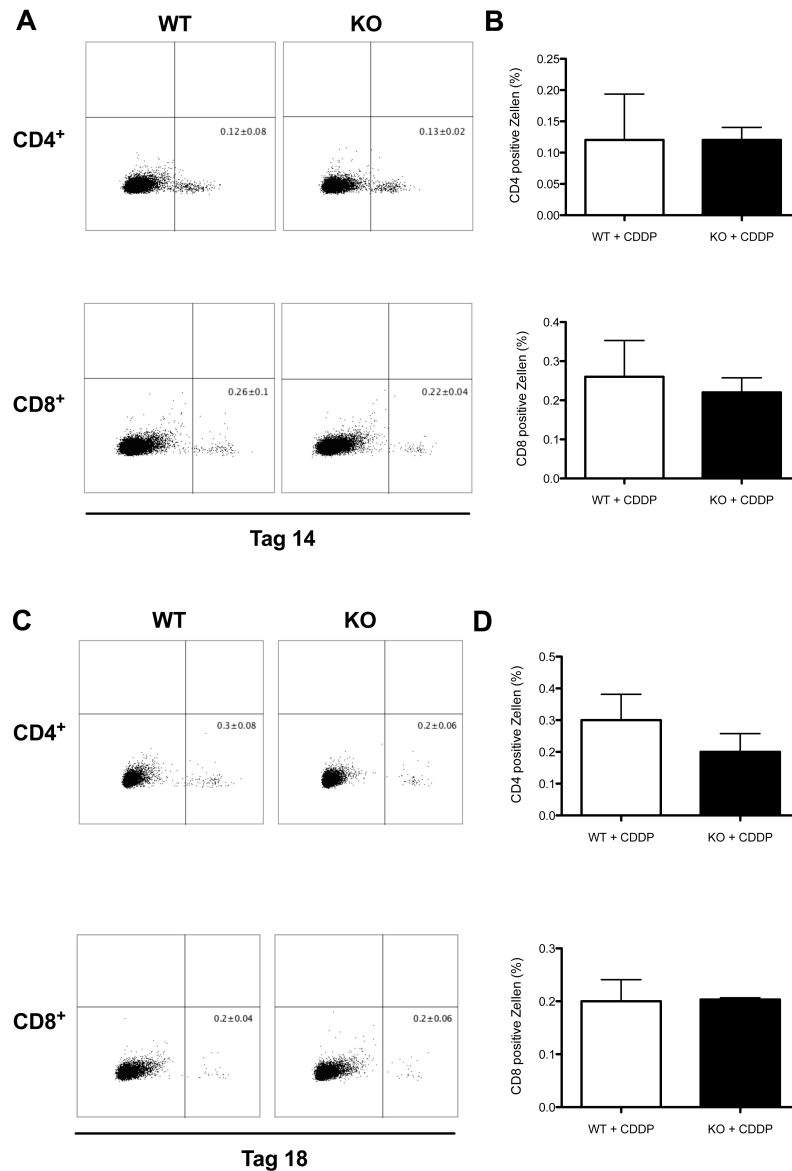 A
WT
KO
B
CD4+
0.12±0.08
0.13±0.02
CD4 positive Zellen (%)
0.25
0.20
0.15
0.10
0.05
0.00
WT + CDDP
KO + CDDP
CD8+
0.26±0.1
0.22±0.04
CD8 positive Zellen (%)
0.4
0.3
0.2
0.1
0.0
WT + CDDP
KO + CDDP
Tag 14
C
WT
KO
D
CD4+
0.3±0.08
0.2±0.06
CD4 positive Zellen (%)
0.5
0.4
0.3
0.2
0.1
0.0
WT + CDDP
KO + CDDP
CD8+
0.2±0.04
0.2±0.06
CD8 positive Zellen (%)
0.3
0.2
0.1
0.0
WT + CDDP
KO + CDDP
Tag 18